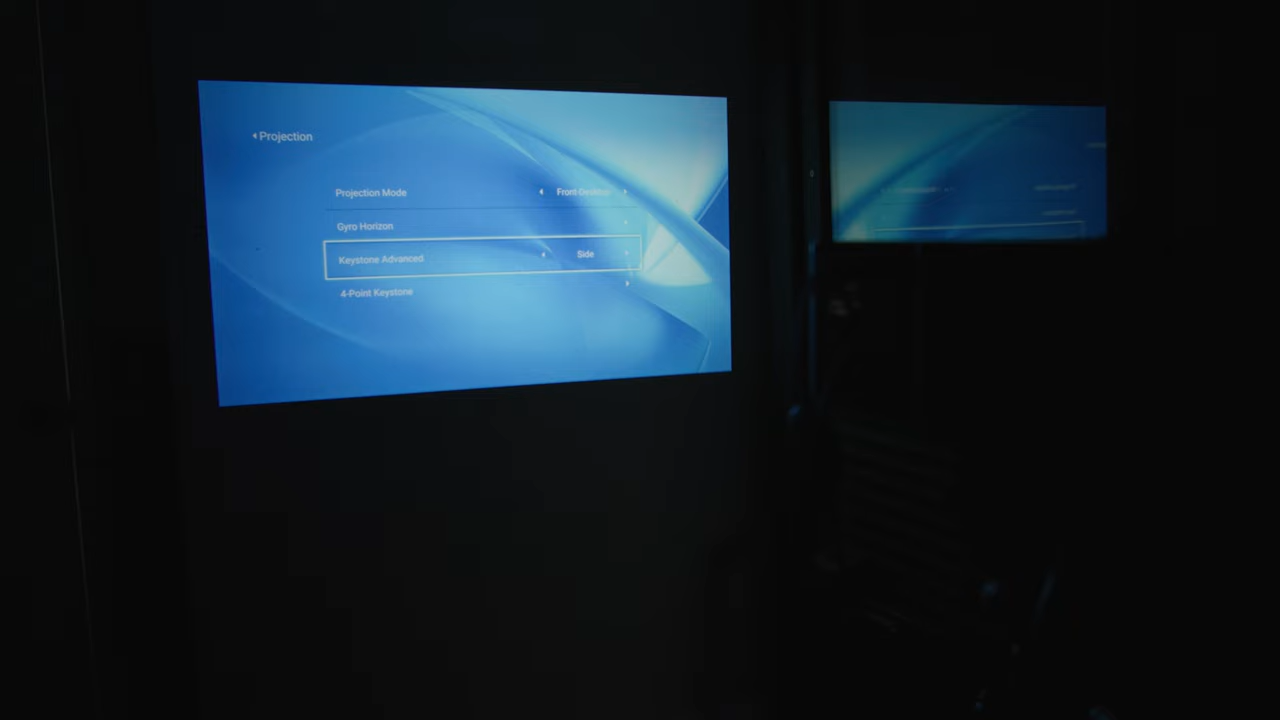 Projection
Projection Mode Front-Desktop
Gyro Horizon
Keystone Advanced Side
4-Point Keystone